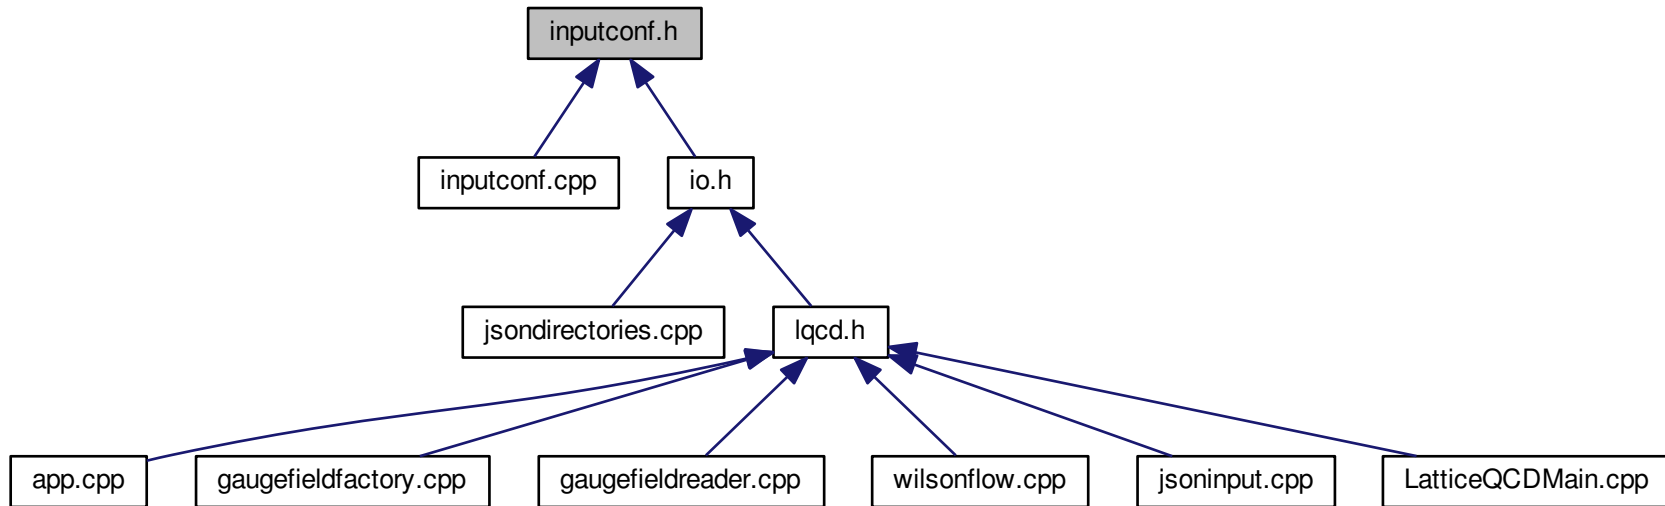 inputconf.h
inputconf.cpp
io.h
jsondirectories.cpp
lqcd.h
app.cpp
gaugefieldfactory.cpp
gaugefieldreader.cpp
wilsonflow.cpp
jsoninput.cpp
LatticeQCDMain.cpp